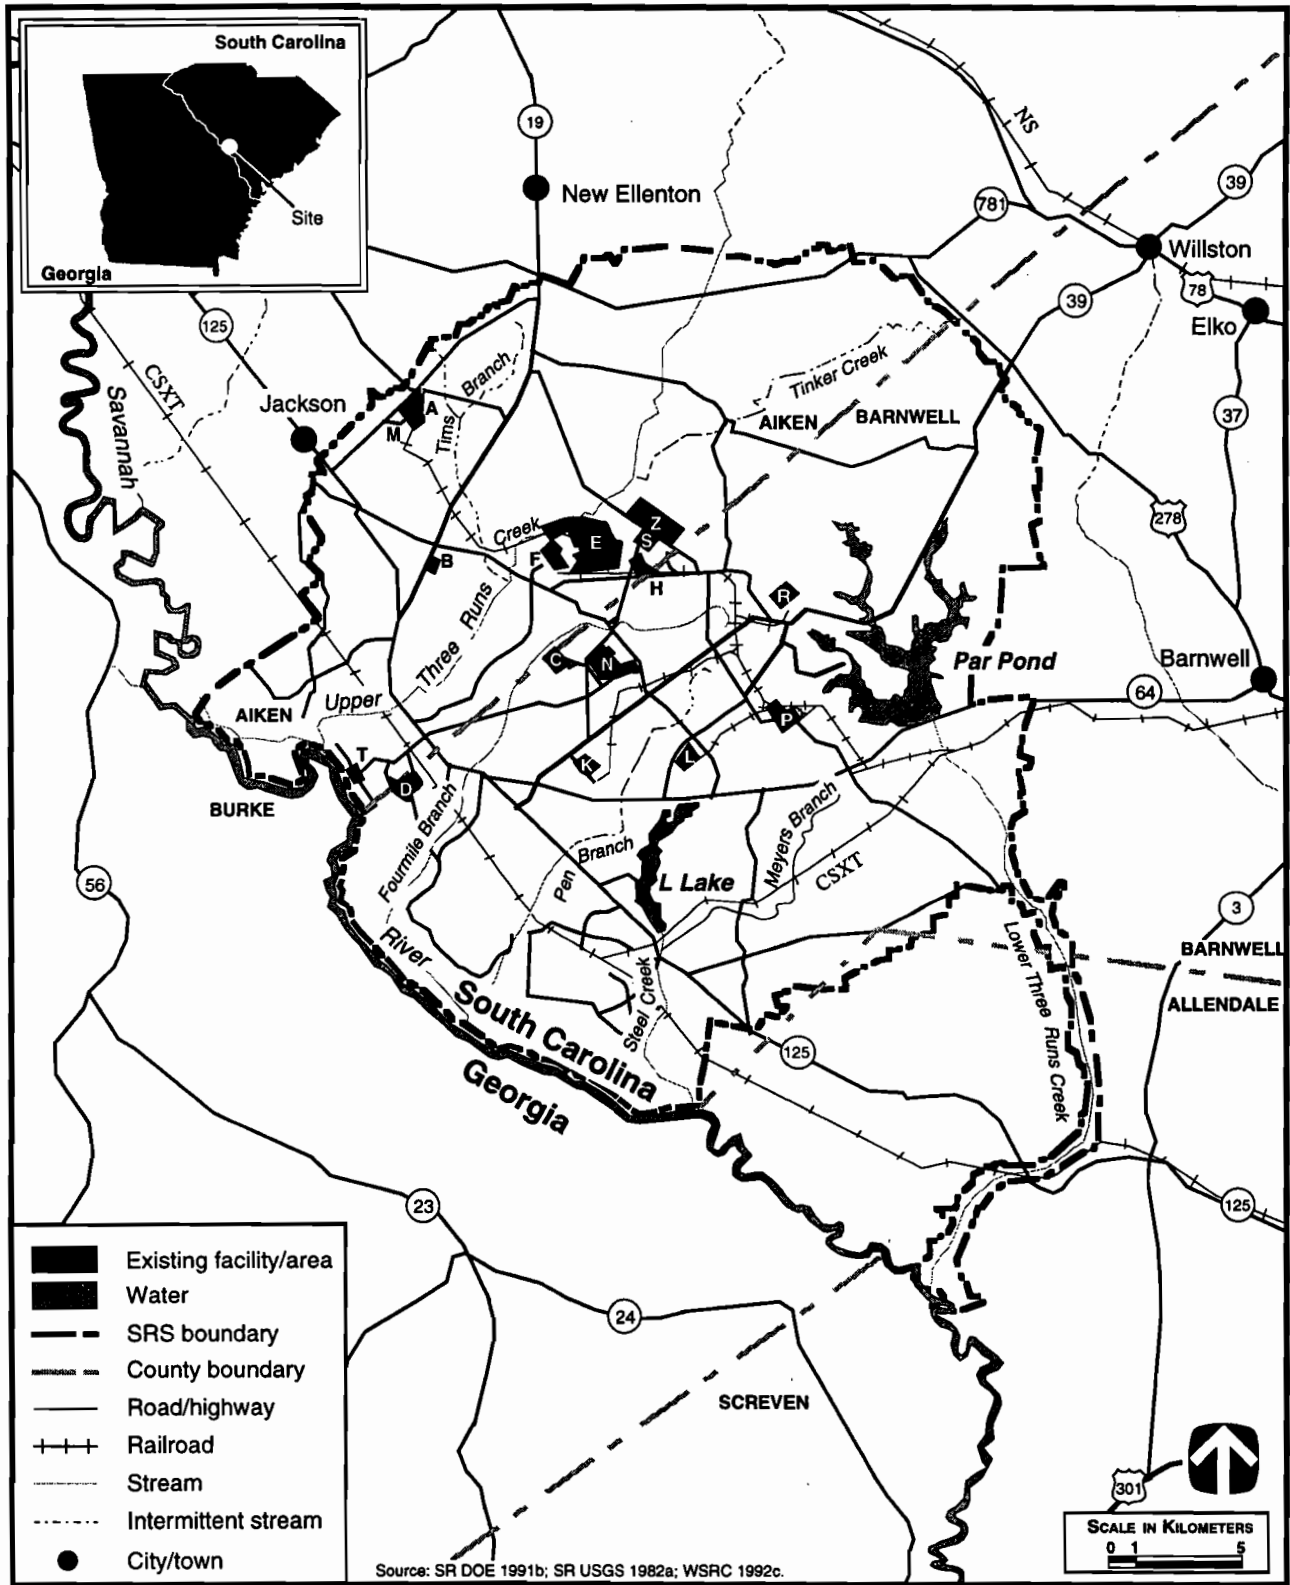 South Carolina
Site
Georgia
19
New Ellenton
NS
39
781
Willston
78
Elko
39
125
CSXT
Savannah
Jackson
A
M
Tims
Branch
Tinker Creek
AIKEN
BARNWELL
37
278
Creek
Z
S
E
F
H
B
R
Three
Runs
C
N
Par Pond
Barnwell
64
AIKEN
Upper
P
T
D
K
L
BURKE
Fourmile Branch
Pen
Branch
L Lake
Meyers Branch
CSXT
56
3
BARNWELL
ALLENDALE
River
South Carolina
Georgia
Steel Creek
Lower Three
Runs Creek
125
125
23
24
SCREVEN
301
Existing facility/area
Water
SRS boundary
County boundary
Road/highway
Railroad
Stream
Intermittent stream
City/town
SCALE IN KILOMETERS
0 1 5
Source: SR DOE 1991b; SR USGS 1982a; WSRC 1992c.